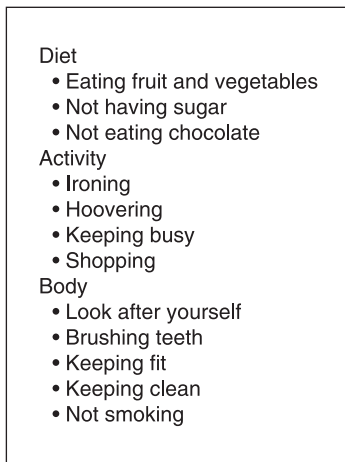 Diet
• Eating fruit and vegetables
• Not having sugar
• Not eating chocolate
Activity
• Ironing
• Hoovering
• Keeping busy
• Shopping
Body
• Look after yourself
• Brushing teeth
• Keeping fit
• Keeping clean
• Not smoking